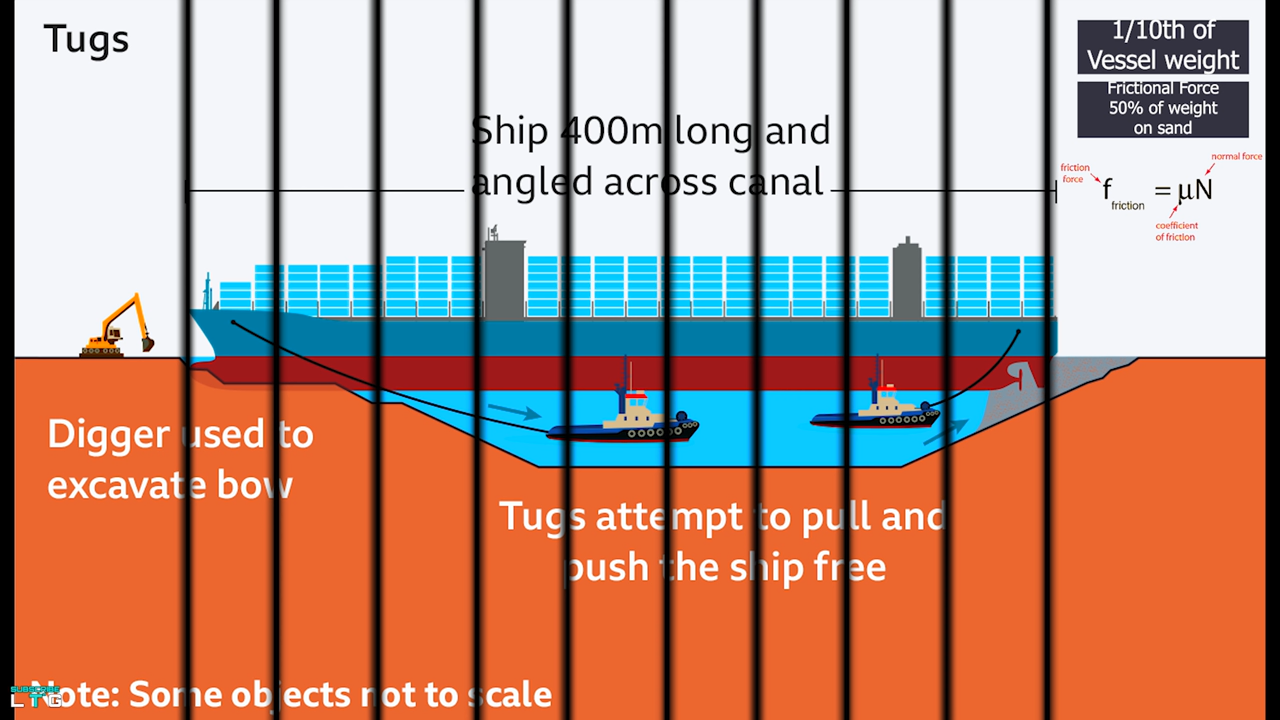 Tugs
1/10th of
Vessel weight
Frictional Force
50% of weight
on sand
Ship 400m long and
angled across canal
friction
force
normal force
f friction = μN
coefficient
of friction
Digger used to
excavate bow
Tugs attempt to pull and
push the ship free
Note: Some objects not to scale
SUBSCRIBE
LTG